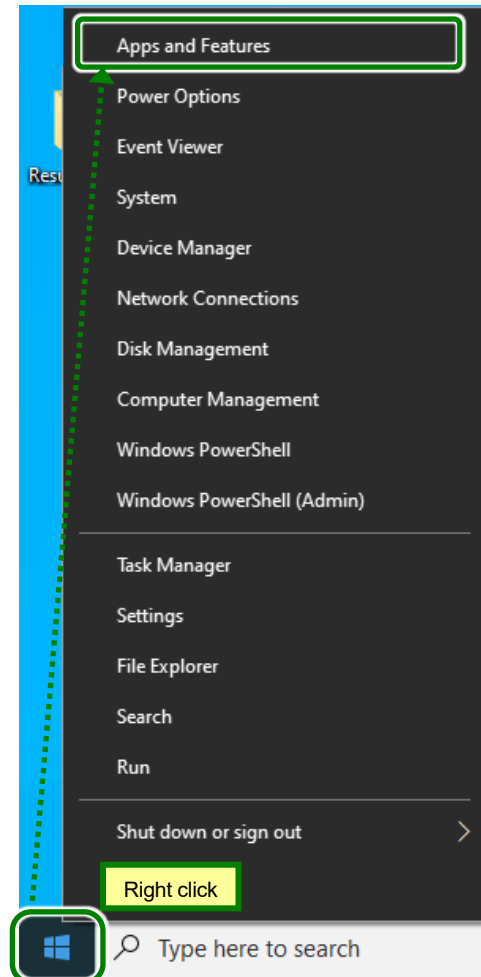 Apps and Features
Power Options
Event Viewer
Resu
System
Device Manager
Network Connections
Disk Management
Computer Management
Windows PowerShell
Windows PowerShell (Admin)
Task Manager
Settings
File Explorer
Search
Run
Shut down or sign out
Right click
Type here to search